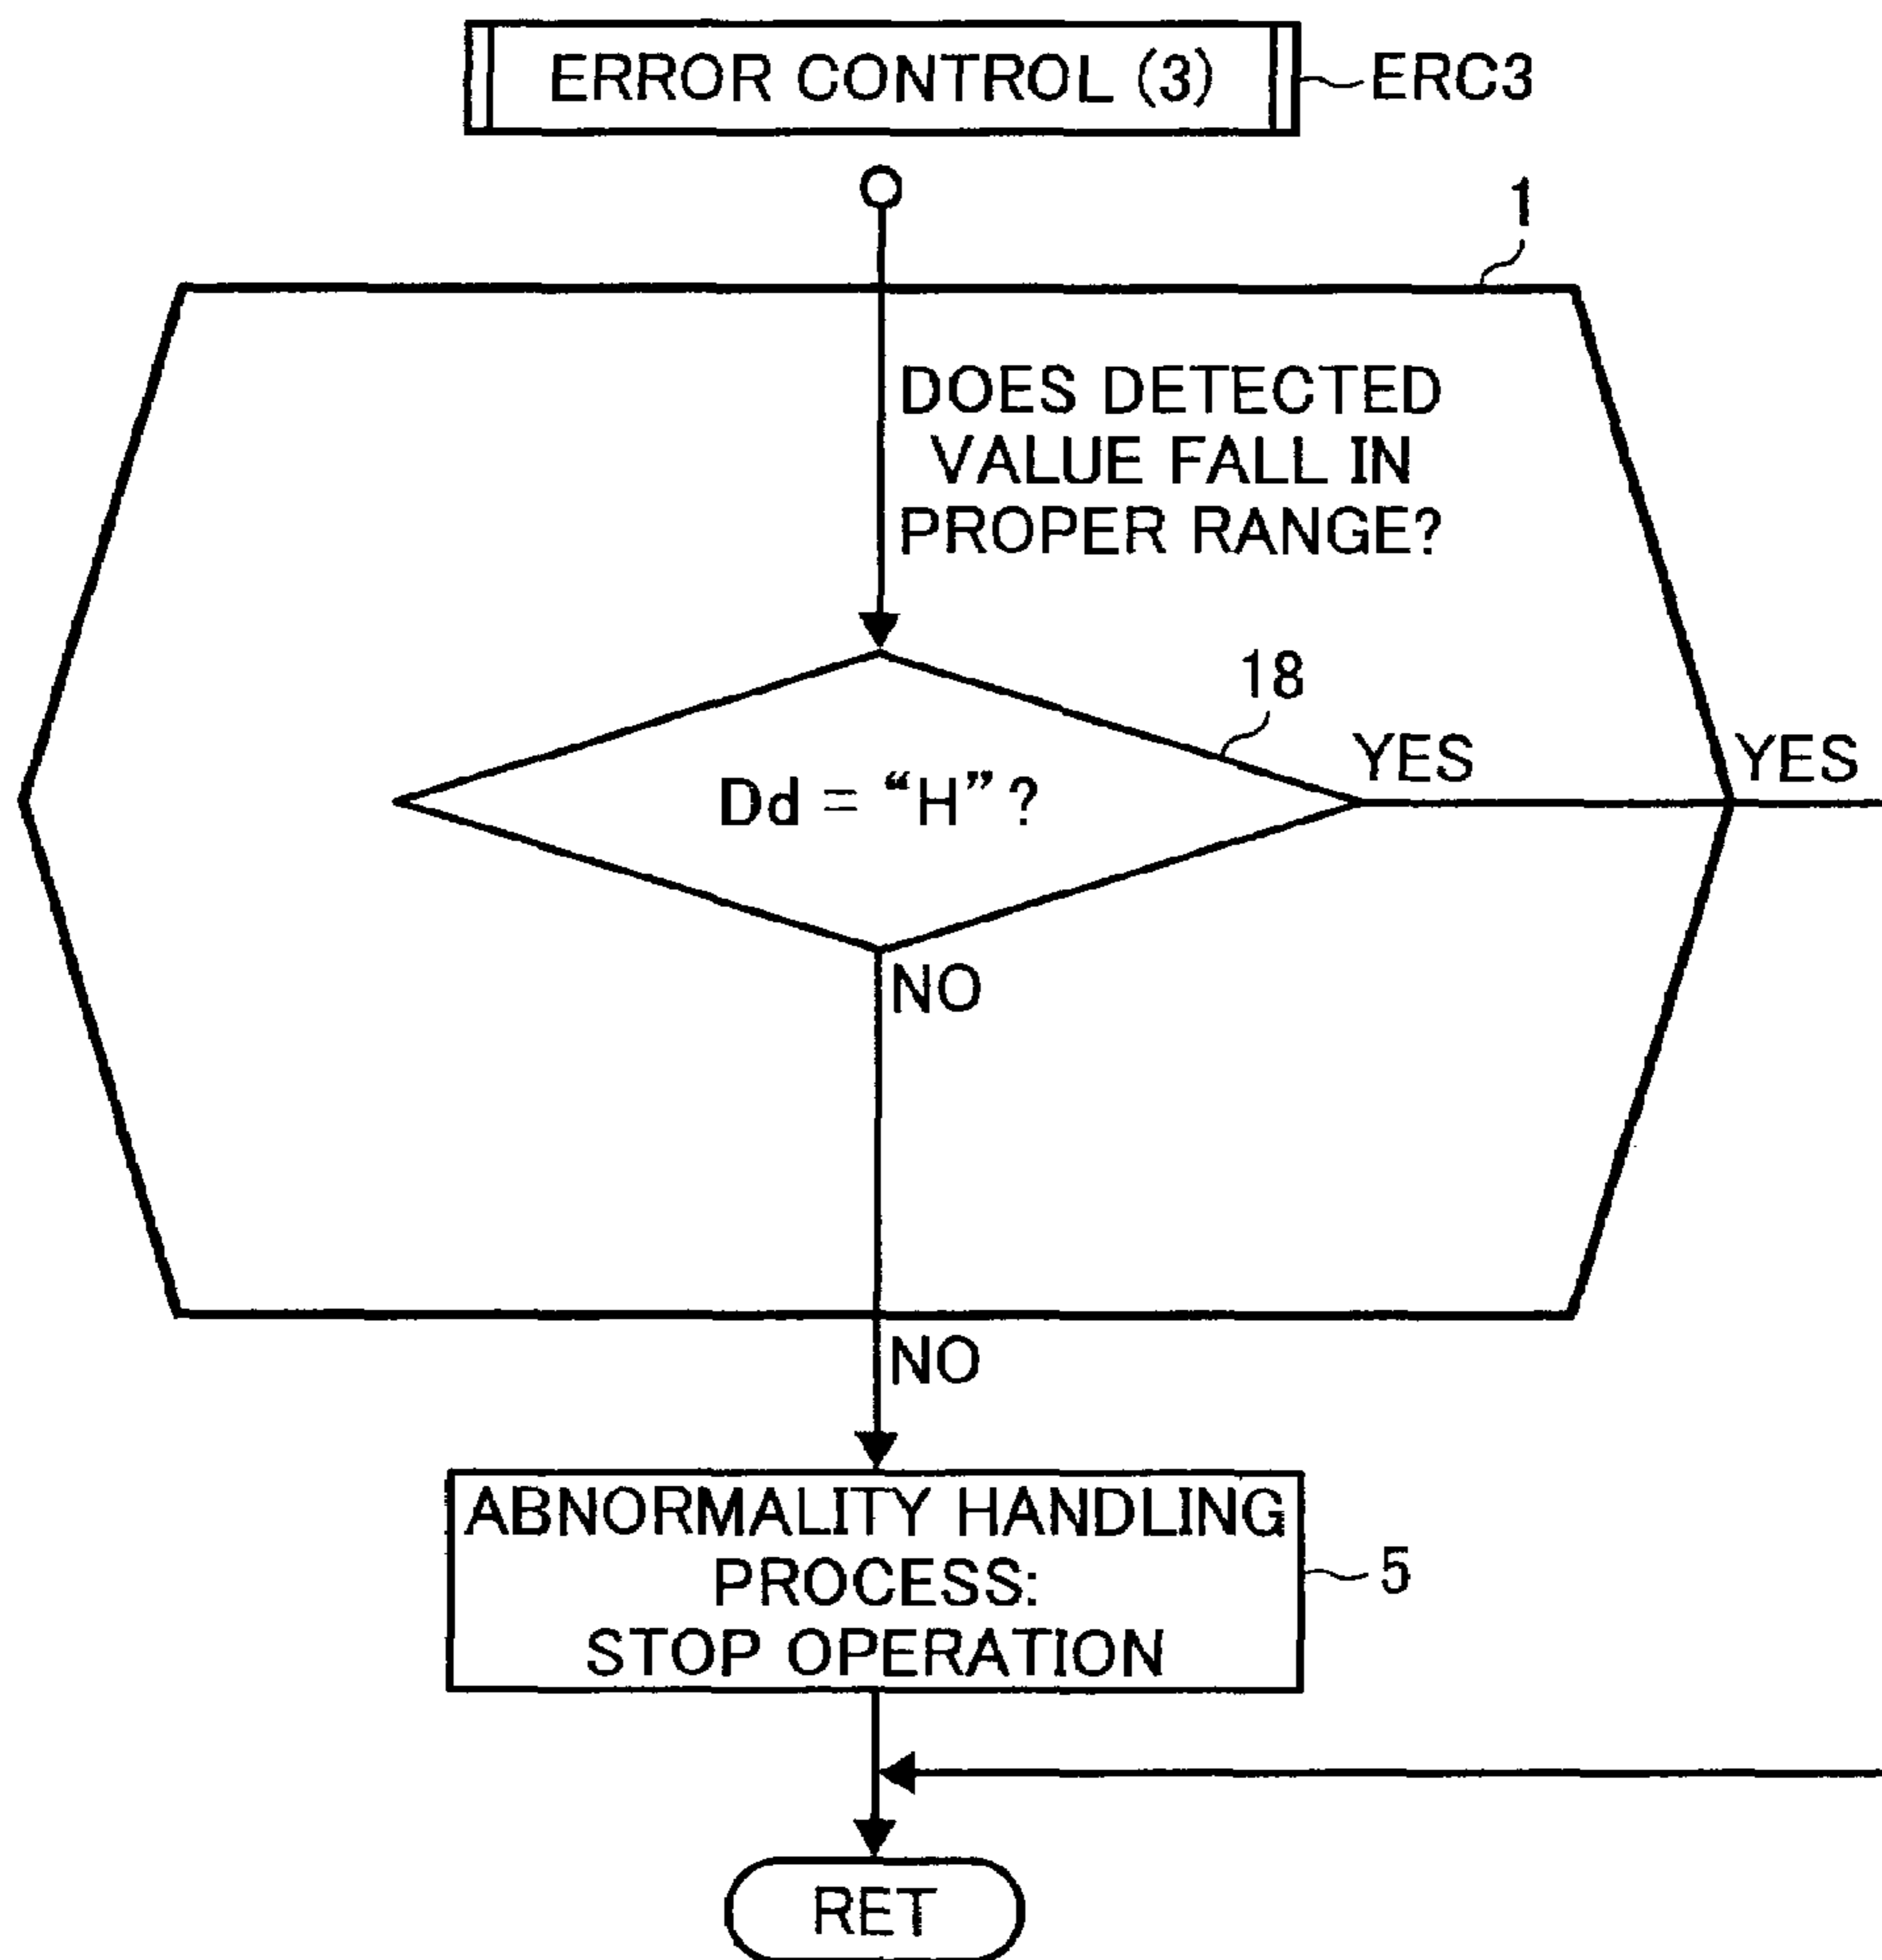 ERROR CONTROL (3)
ERC3
1
DOES DETECTED
VALUE FALL IN
PROPER RANGE?
18
Dd = “H”?
YES
YES
NO
NO
ABNORMALITY HANDLING
PROCESS:
STOP OPERATION
5
RET